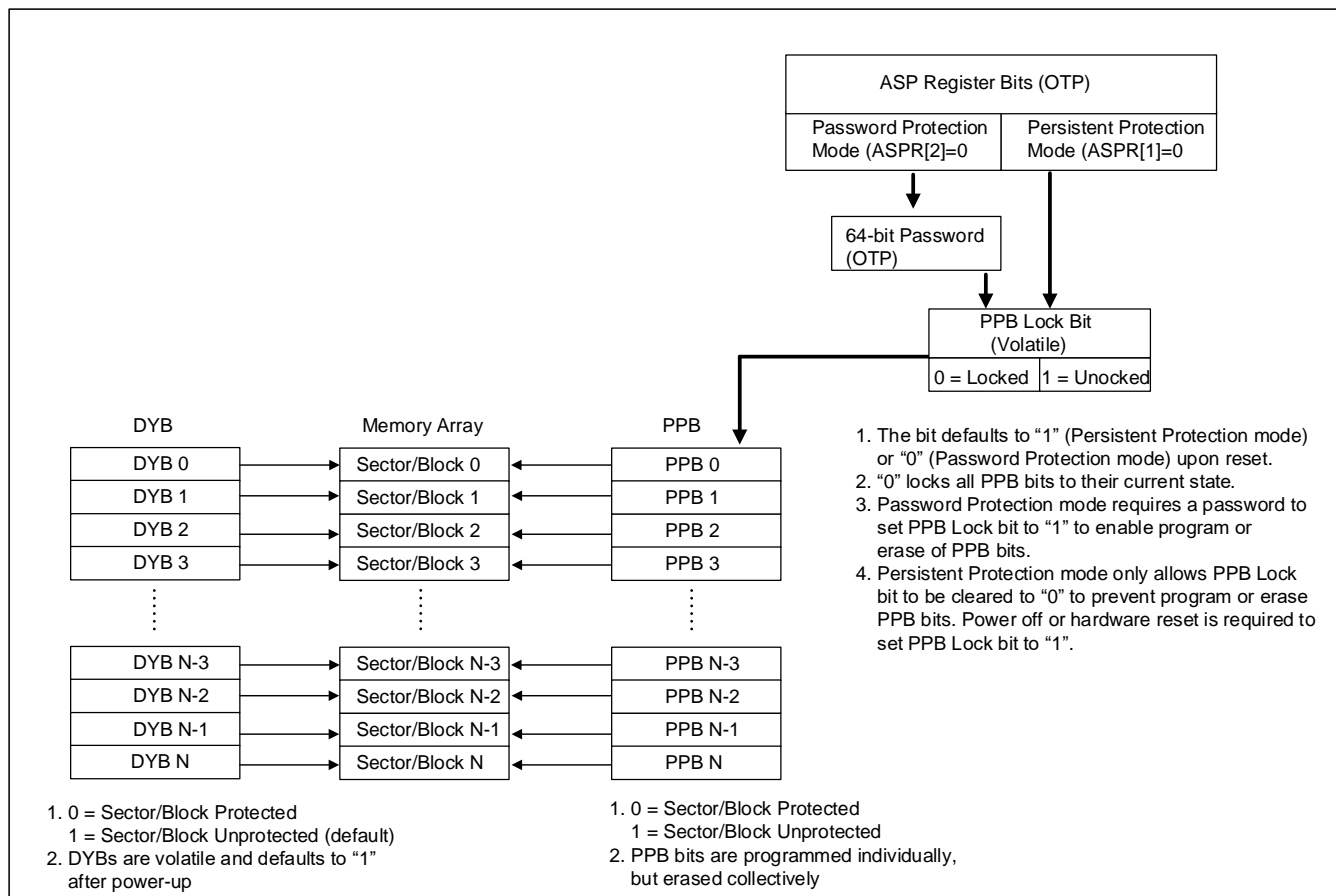 ASP Register Bits (OTP)
Password Protection
Mode (ASPR[2]=0
Persistent Protection
Mode (ASPR[1]=0
64-bit Password
(OTP)
PPB Lock Bit
(Volatile)
0 = Locked
1 = Unocked
1. The bit defaults to “1” (Persistent Protection mode)
or “0” (Password Protection mode) upon reset.
2. “0” locks all PPB bits to their current state.
3. Password Protection mode requires a password to
set PPB Lock bit to “1” to enable program or
erase of PPB bits.
4. Persistent Protection mode only allows PPB Lock
bit to be cleared to “0” to prevent program or erase
PPB bits. Power off or hardware reset is required to
set PPB Lock bit to “1”.
DYB
Memory Array
PPB
DYB 0
Sector/Block 0
PPB 0
DYB 1
Sector/Block 1
PPB 1
DYB 2
Sector/Block 2
PPB 2
DYB 3
Sector/Block 3
PPB 3
DYB N-3
Sector/Block N-3
PPB N-3
DYB N-2
Sector/Block N-2
PPB N-2
DYB N-1
Sector/Block N-1
PPB N-1
DYB N
Sector/Block N
PPB N
1. 0 = Sector/Block Protected
1 = Sector/Block Unprotected (default)
2. DYBs are volatile and defaults to “1”
after power-up
1. 0 = Sector/Block Protected
1 = Sector/Block Unprotected
2. PPB bits are programmed individually,
but erased collectively